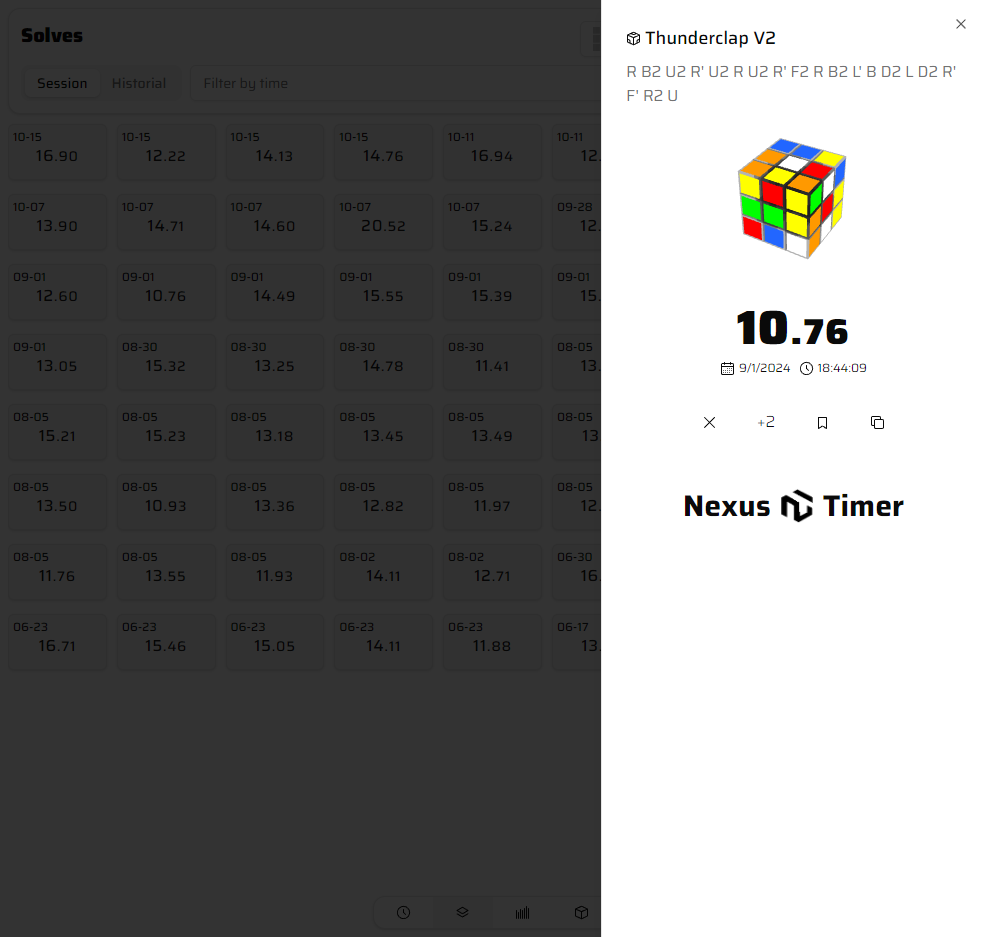 Solves
Session Historial Filter by time
10-15 10-15 10-15 10-15 10-11 10-11
16.90 12.22 14.13 14.76 16.94 12.
10-07 10-07 10-07 10-07 10-07 09-28
13.90 14.71 14.60 20.52 15.24 12.
09-01 09-01 09-01 09-01 09-01 09-01
12.60 10.76 14.49 15.55 15.39 15.
09-01 08-30 08-30 08-30 08-30 08-05
13.05 15.32 13.25 14.78 11.41 13.
08-05 08-05 08-05 08-05 08-05 08-05
15.21 15.23 13.18 13.45 13.49 13
08-05 08-05 08-05 08-05 08-05 08-05
13.50 10.93 13.36 12.82 11.97 12.
08-05 08-05 08-05 08-02 08-02 06-30
11.76 13.55 11.93 14.11 12.71 16.
06-23 06-23 06-23 06-23 06-23 06-17
16.71 15.46 15.05 14.11 11.88 13.
Thunderclap V2
R B2 U2 R' U2 R U2 R' F2 R B2 L' B D2 L D2 R'
F' R2 U
10.76
9/1/2024 18:44:09
+2
Nexus Timer